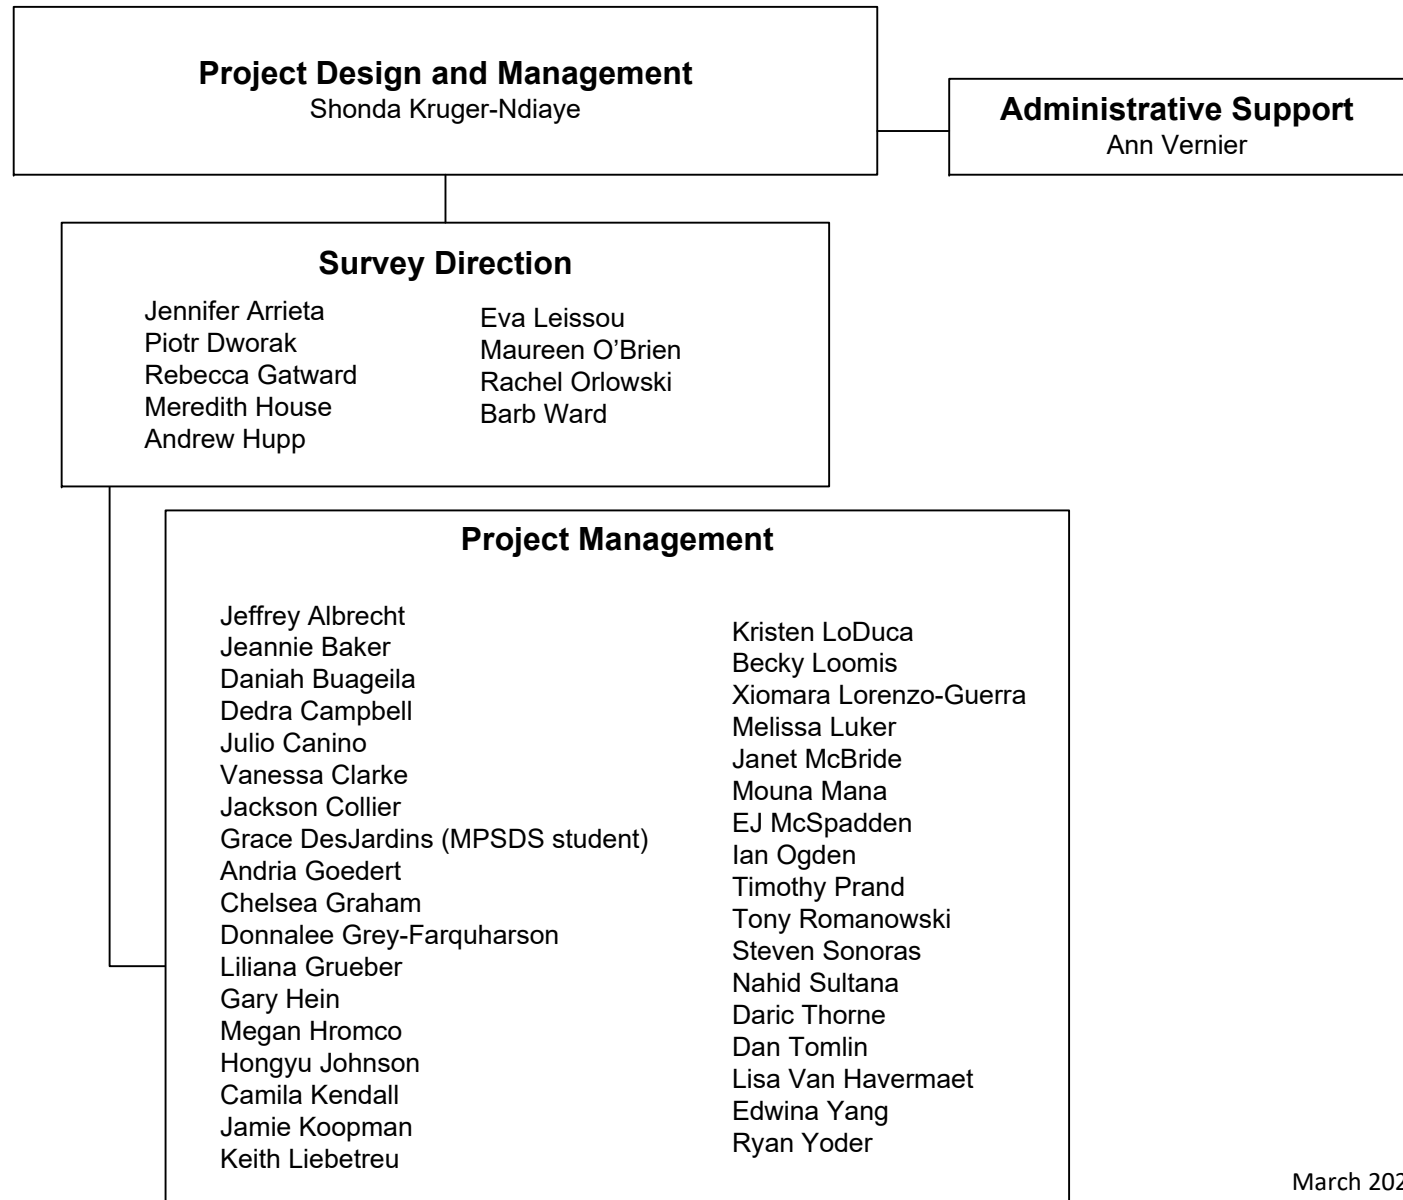 Project Design and Management
Shonda Kruger-Ndiaye
Administrative Support
Ann Vernier
Survey Direction
Jennifer Arrieta
Piotr Dworak
Rebecca Gatward
Meredith House
Andrew Hupp
Eva Leissou
Maureen O’Brien
Rachel Orlowski
Barb Ward
Project Management
Jeffrey Albrecht
Jeannie Baker
Daniah Buageila
Dedra Campbell
Julio Canino
Vanessa Clarke
Jackson Collier
Grace DesJardins (MPSDS student)
Andria Goedert
Chelsea Graham
Donnalee Grey-Farquharson
Liliana Grueber
Gary Hein
Megan Hromco
Hongyu Johnson
Camila Kendall
Jamie Koopman
Keith Liebetreu
Kristen LoDuca
Becky Loomis
Xiomara Lorenzo-Guerra
Melissa Luker
Janet McBride
Mouna Mana
EJ McSpadden
Ian Ogden
Timothy Prand
Tony Romanowski
Steven Sonoras
Nahid Sultana
Daric Thorne
Dan Tomlin
Lisa Van Havermaet
Edwina Yang
Ryan Yoder
March 202